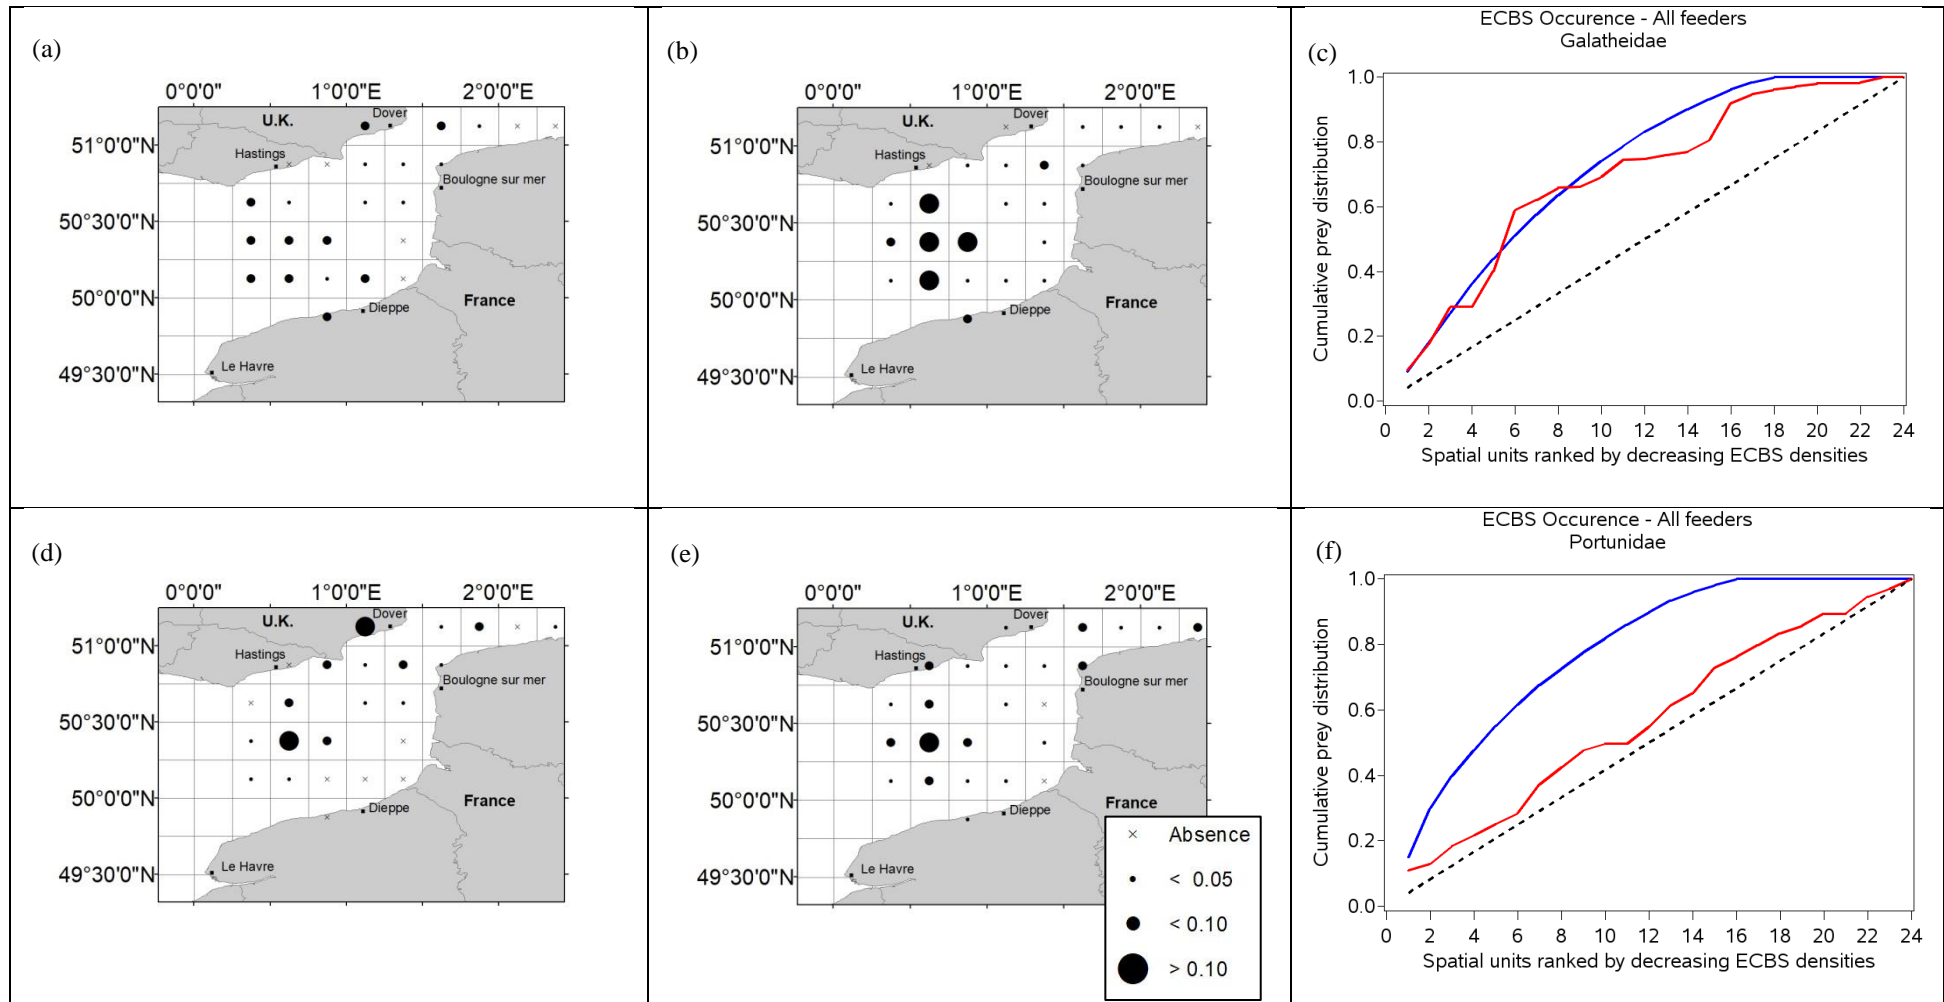 (a)
0°0'0"
1°0'0"E
2°0'0"E
U.K.
Dover
51°0'0"N
Hastings
Boulogne sur mer
50°30'0"N
50°0'0"N
Dieppe
France
49°30'0"N
Le Havre
(b)
0°0'0"
1°0'0"E
2°0'0"E
U.K.
Dover
51°0'0"N
Hastings
Boulogne sur mer
50°30'0"N
50°0'0"N
Dieppe
France
49°30'0"N
Le Havre
ECBS Occurence - All feeders
Galatheidae
(c)
Cumulative prey distribution
1.0
0.8
0.6
0.4
0.2
0.0
0 2 4 6 8 10 12 14 16 18 20 22 24
Spatial units ranked by decreasing ECBS densities
(d)
0°0'0"
1°0'0"E
2°0'0"E
U.K.
Dover
51°0'0"N
Hastings
Boulogne sur mer
50°30'0"N
50°0'0"N
Dieppe
France
49°30'0"N
Le Havre
(e)
0°0'0"
1°0'0"E
2°0'0"E
U.K.
Dover
51°0'0"N
Hastings
Boulogne sur mer
50°30'0"N
50°0'0"N
Dieppe
France
49°30'0"N
Le Havre
Absence
< 0.05
< 0.10
> 0.10
ECBS Occurence - All feeders
Portunidae
(f)
Cumulative prey distribution
1.0
0.8
0.6
0.4
0.2
0.0
0 2 4 6 8 10 12 14 16 18 20 22 24
Spatial units ranked by decreasing ECBS densities